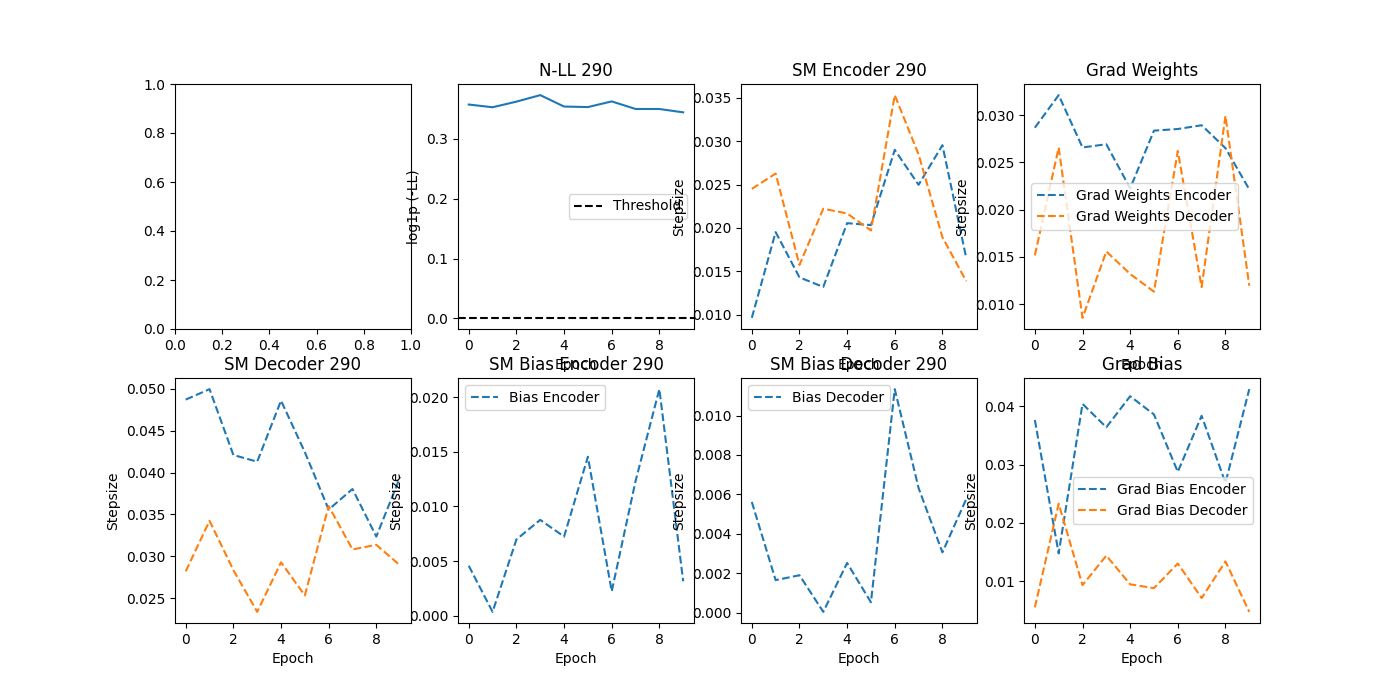 N-LL 290
SM Encoder 290
Grad Weights
1.0
0.8
0.6
0.4
0.2
0.0
0.0 0.2 0.4 0.6 0.8 1.0
log1p (-LL)
0.3
0.2
0.1
0.0
Threshold
0 2 4 6 8
Epoch
Stepsize
0.035
0.030
0.025
0.020
0.015
0.010
0 2 4 6 8
Epoch
Stepsize
0.030
0.025
0.020
0.015
0.010
Grad Weights Encoder
Grad Weights Decoder
0 2 4 6 8
Epoch
SM Decoder 290
SM Bias Encoder 290
SM Bias Decoder 290
Grad Bias
Stepsize
0.050
0.045
0.040
0.035
0.030
0.025
0 2 4 6 8
Epoch
Stepsize
0.020
0.015
0.010
0.005
0.000
Bias Encoder
0 2 4 6 8
Epoch
Stepsize
0.010
0.008
0.006
0.004
0.002
0.000
Bias Decoder
0 2 4 6 8
Epoch
Stepsize
0.04
0.03
0.02
0.01
Grad Bias Encoder
Grad Bias Decoder
0 2 4 6 8
Epoch